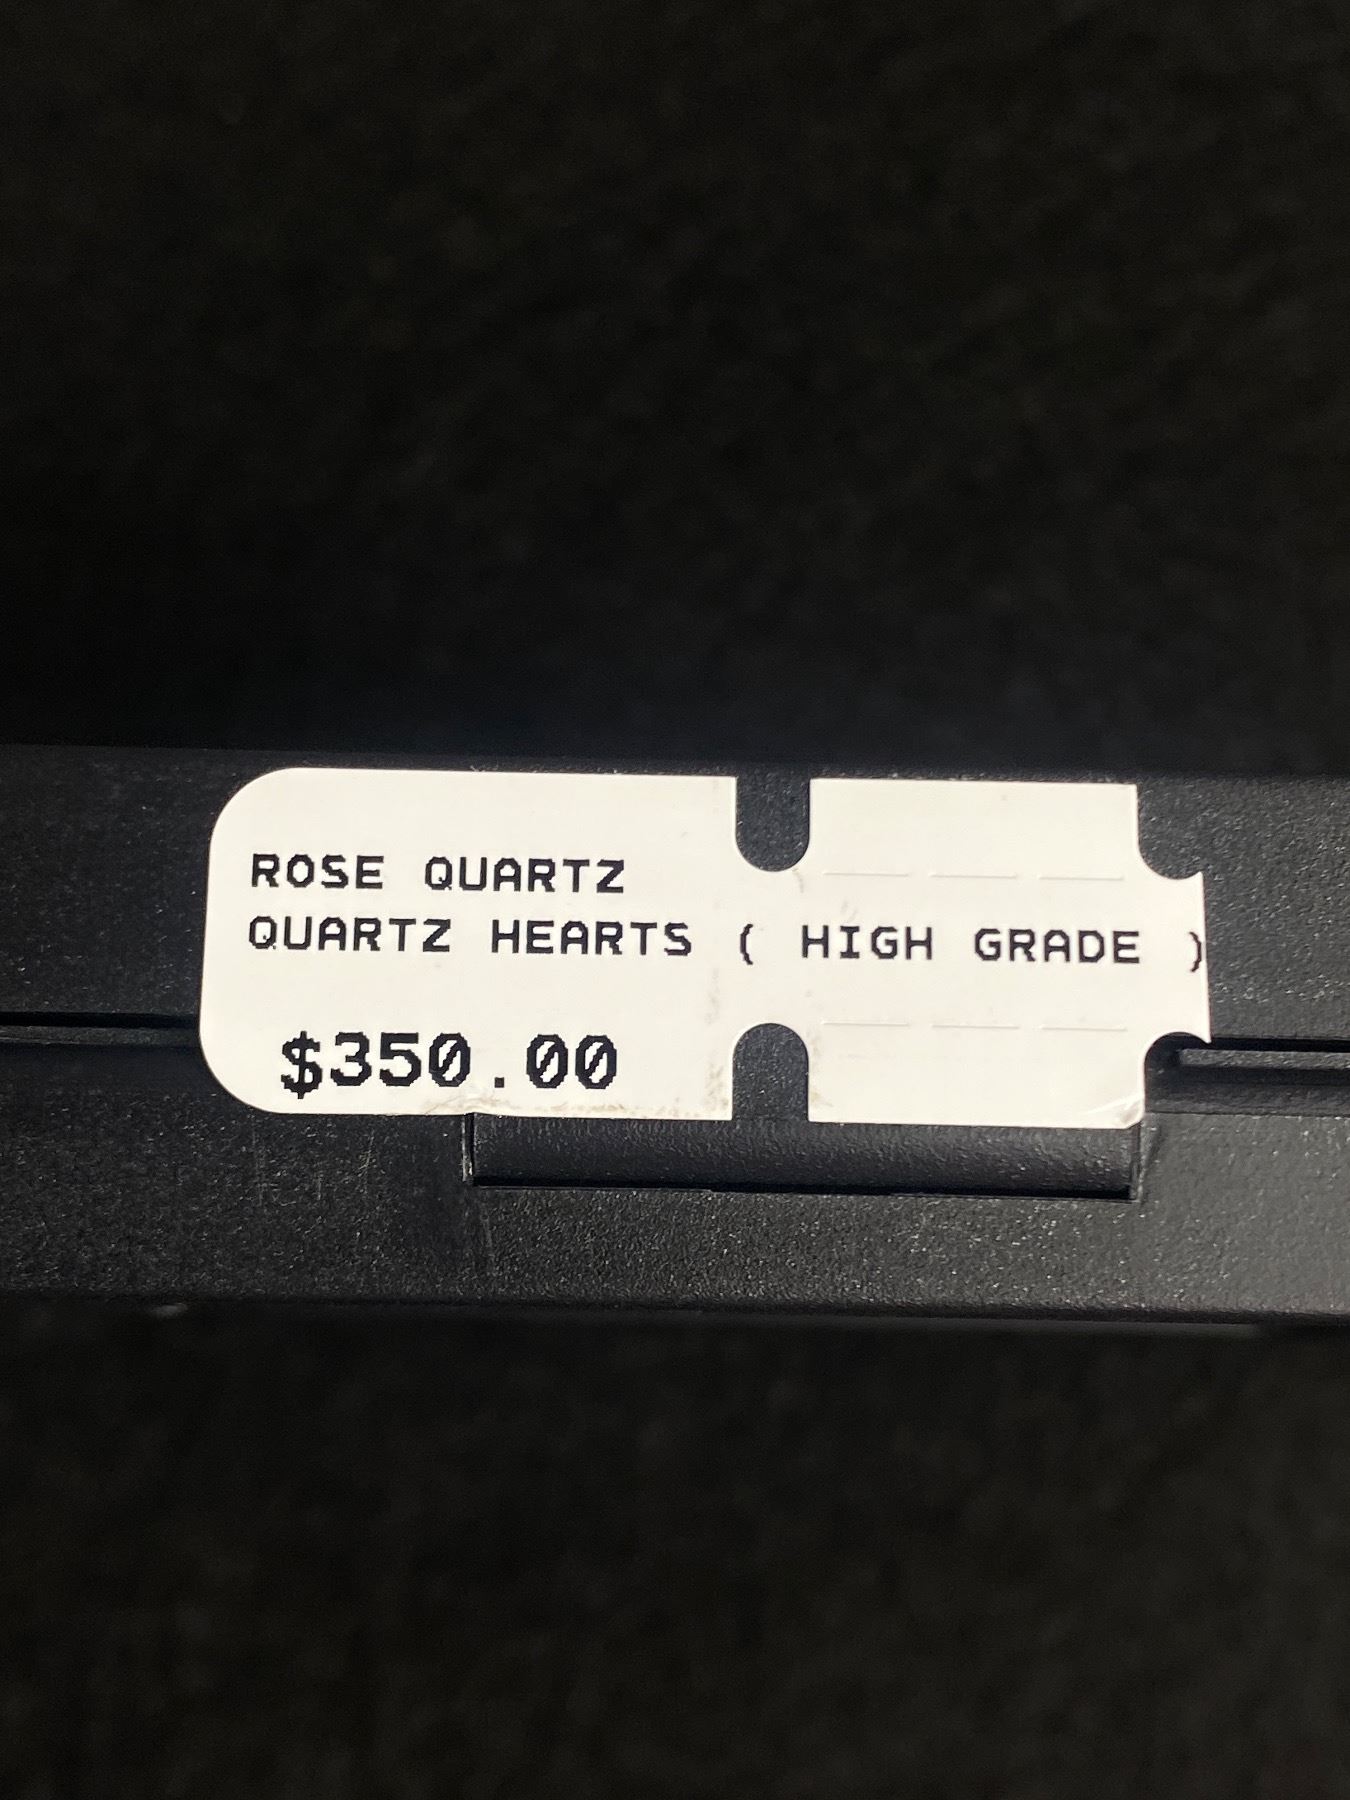 ROSE QUARTZ
QUARTZ HEARTS ( HIGH GRADE )
$350.00